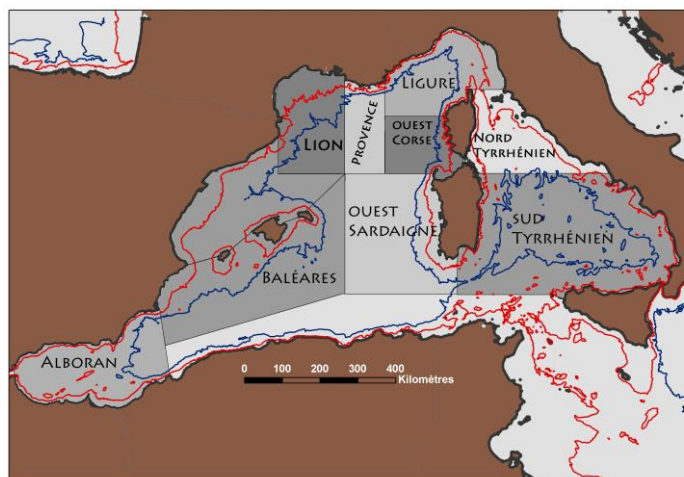 LIGURE
LION
PROVENCE
OUEST
CORSE
NORD
TYRRHÉNIEN
OUEST
SARDAIGNE
SUD
TYRRHÉNIEN
BALÉARES
ALBORAN
0 100 200 300 400
Kilomètres